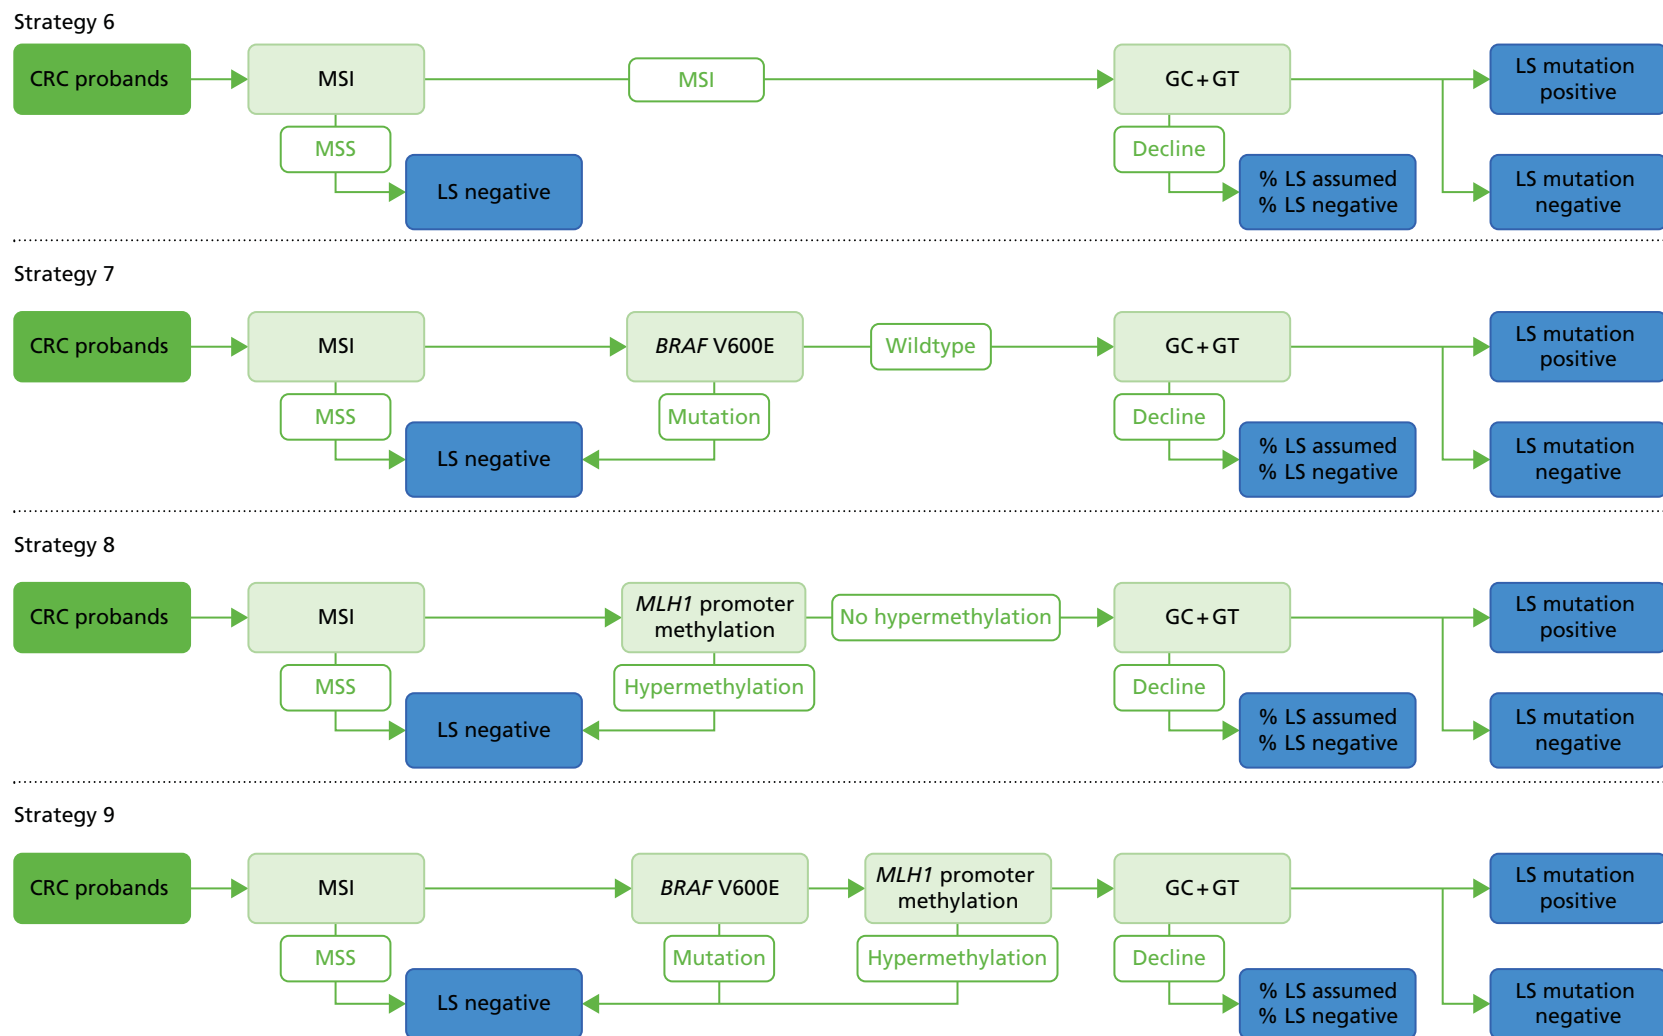 Strategy 6
CRC probands
MSI
MSI
GC+GT
LS mutation
positive
MSS
LS negative
Decline
% LS assumed
% LS negative
LS mutation
negative
Strategy 7
CRC probands
MSI
BRAF V600E
Wildtype
GC+GT
LS mutation
positive
MSS
LS negative
Mutation
Decline
% LS assumed
% LS negative
LS mutation
negative
Strategy 8
CRC probands
MSI
MLH1 promoter
methylation
No hypermethylation
GC+GT
LS mutation
positive
MSS
LS negative
Hypermethylation
Decline
% LS assumed
% LS negative
LS mutation
negative
Strategy 9
CRC probands
MSI
BRAF V600E
MLH1 promoter
methylation
GC+GT
LS mutation
positive
MSS
LS negative
Mutation
Hypermethylation
Decline
% LS assumed
% LS negative
LS mutation
negative